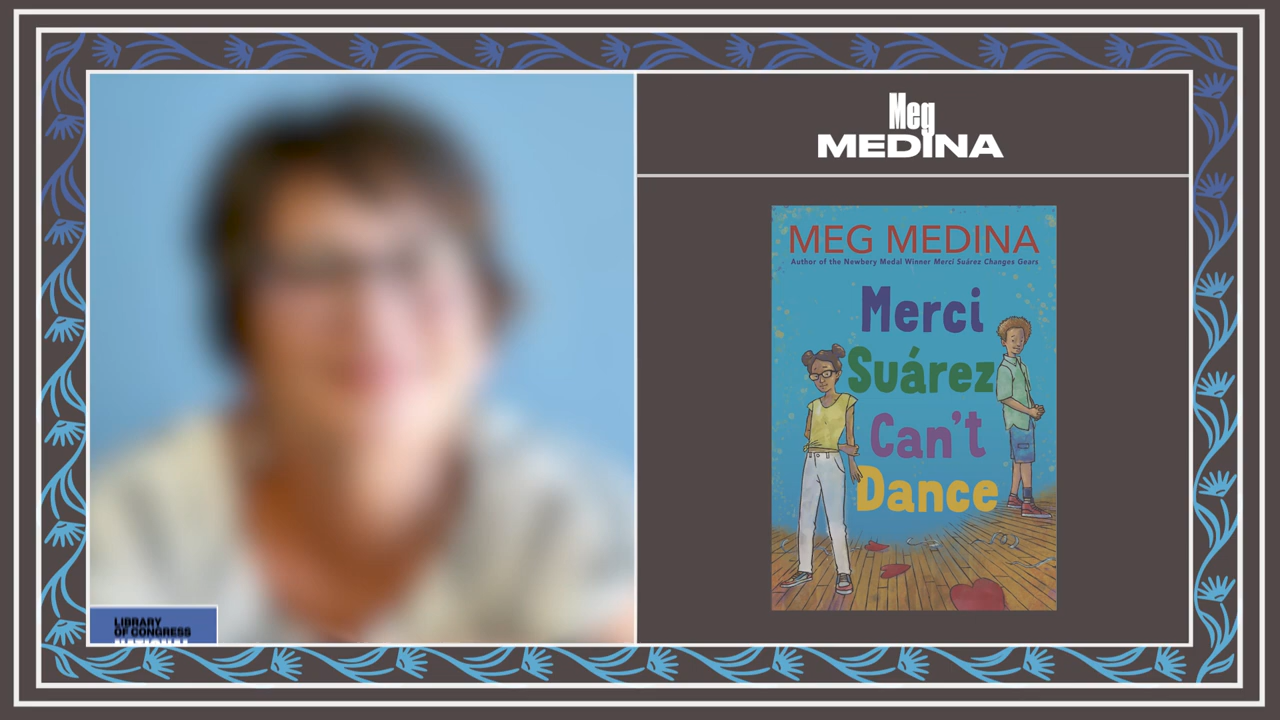 Meg
MEDINA
MEG MEDINA
Author of the Newbery Medal Winner Merci Suárez Changes Gears
Merci
Suárez
Can't
Dance
LIBRARY
OF CONGRESS